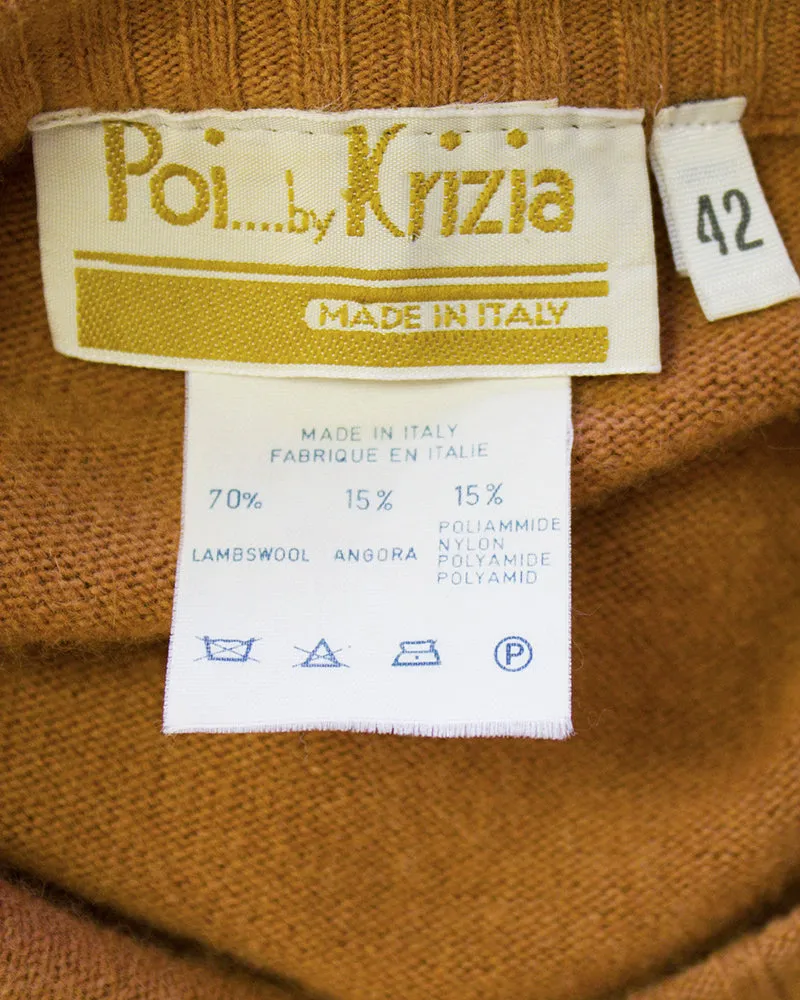 Poi....by Krizia
MADE IN ITALY
42
MADE IN ITALY
FABRIQUE EN ITALIE
70% 15% 15%
LAMBSWOOL ANGORA POLIAMMIDE
NYLON
POLYAMIDE
POLYAMID
P